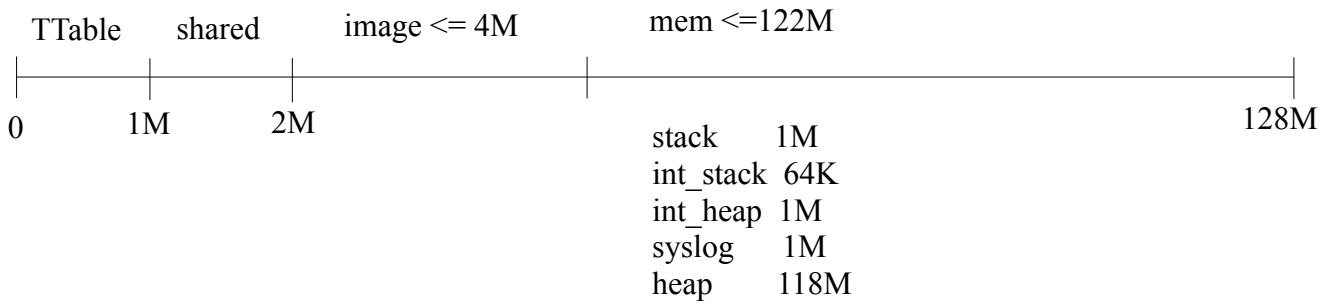 TTable shared image <= 4M mem <=122M
0 1M 2M 128M
stack 1M
int_stack 64K
int_heap 1M
syslog 1M
heap 118M